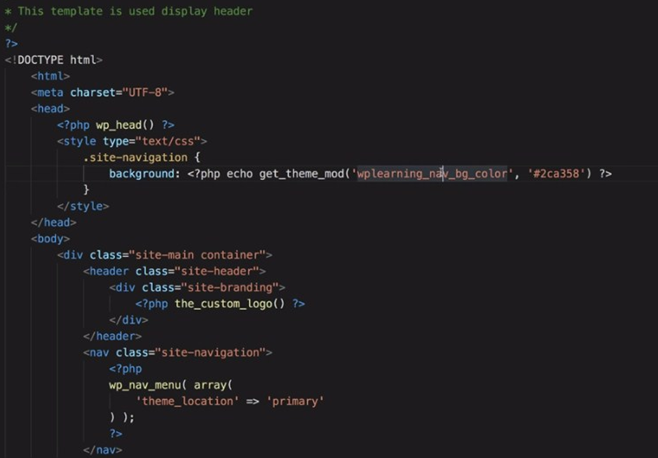 * This template is used display header
*/
?>
<!DOCTYPE html>
<html>
<meta charset="UTF-8">
<head>
<?php wp_head() ?>
<style type="text/css">
.site-navigation {
background: <?php echo get_theme_mod('wplearning_nav_bg_color', '#2ca358') ?>
}
</style>
</head>
<body>
<div class="site-main container">
<header class="site-header">
<div class="site-branding">
<?php the_custom_logo() ?>
</div>
</header>
<nav class="site-navigation">
<?php
wp_nav_menu( array(
'theme_location' => 'primary'
) );
?>
</nav>